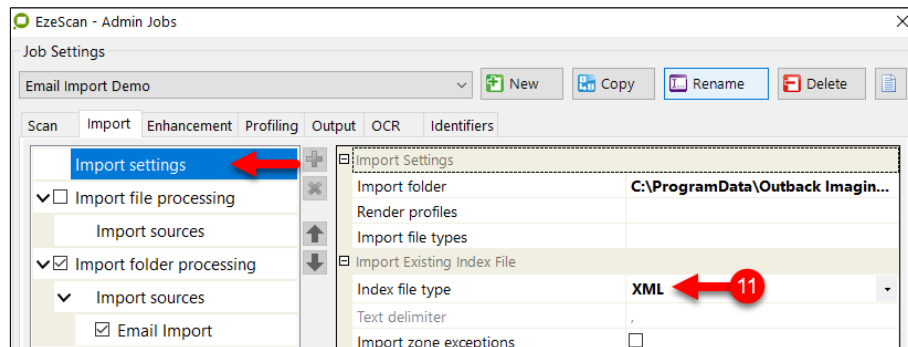 EzeScan - Admin Jobs
Job Settings
Email Import Demo New Copy Rename Delete
Scan Import Enhancement Profiling Output OCR Identifiers
Import settings
Import file processing
Import sources
Import folder processing
Import sources
Email Import
Import Settings
Import folder C:\ProgramData\Outback Imagin...
Render profiles
Import file types
Import Existing Index File
Index file type XML 11
Text delimiter ,
Import zone exceptions